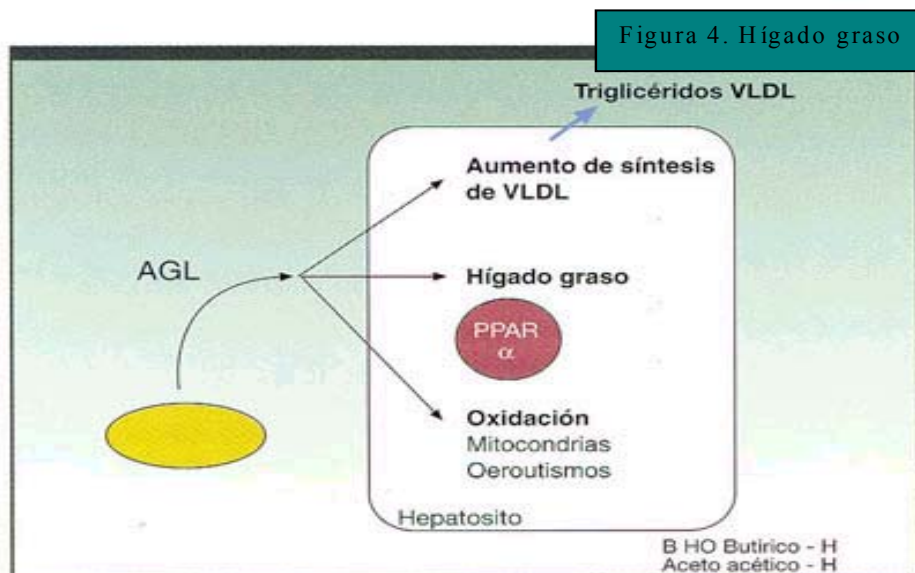 Figura 4. Hígado graso
Triglicéridos VLDL
Aumento de síntesis
de VLDL
AGL
Hígado graso
PPAR
α
Oxidación
Mitocondrias
Oeroutismos
Hepatosito
B HO Butirico - H
Aceto acético - H